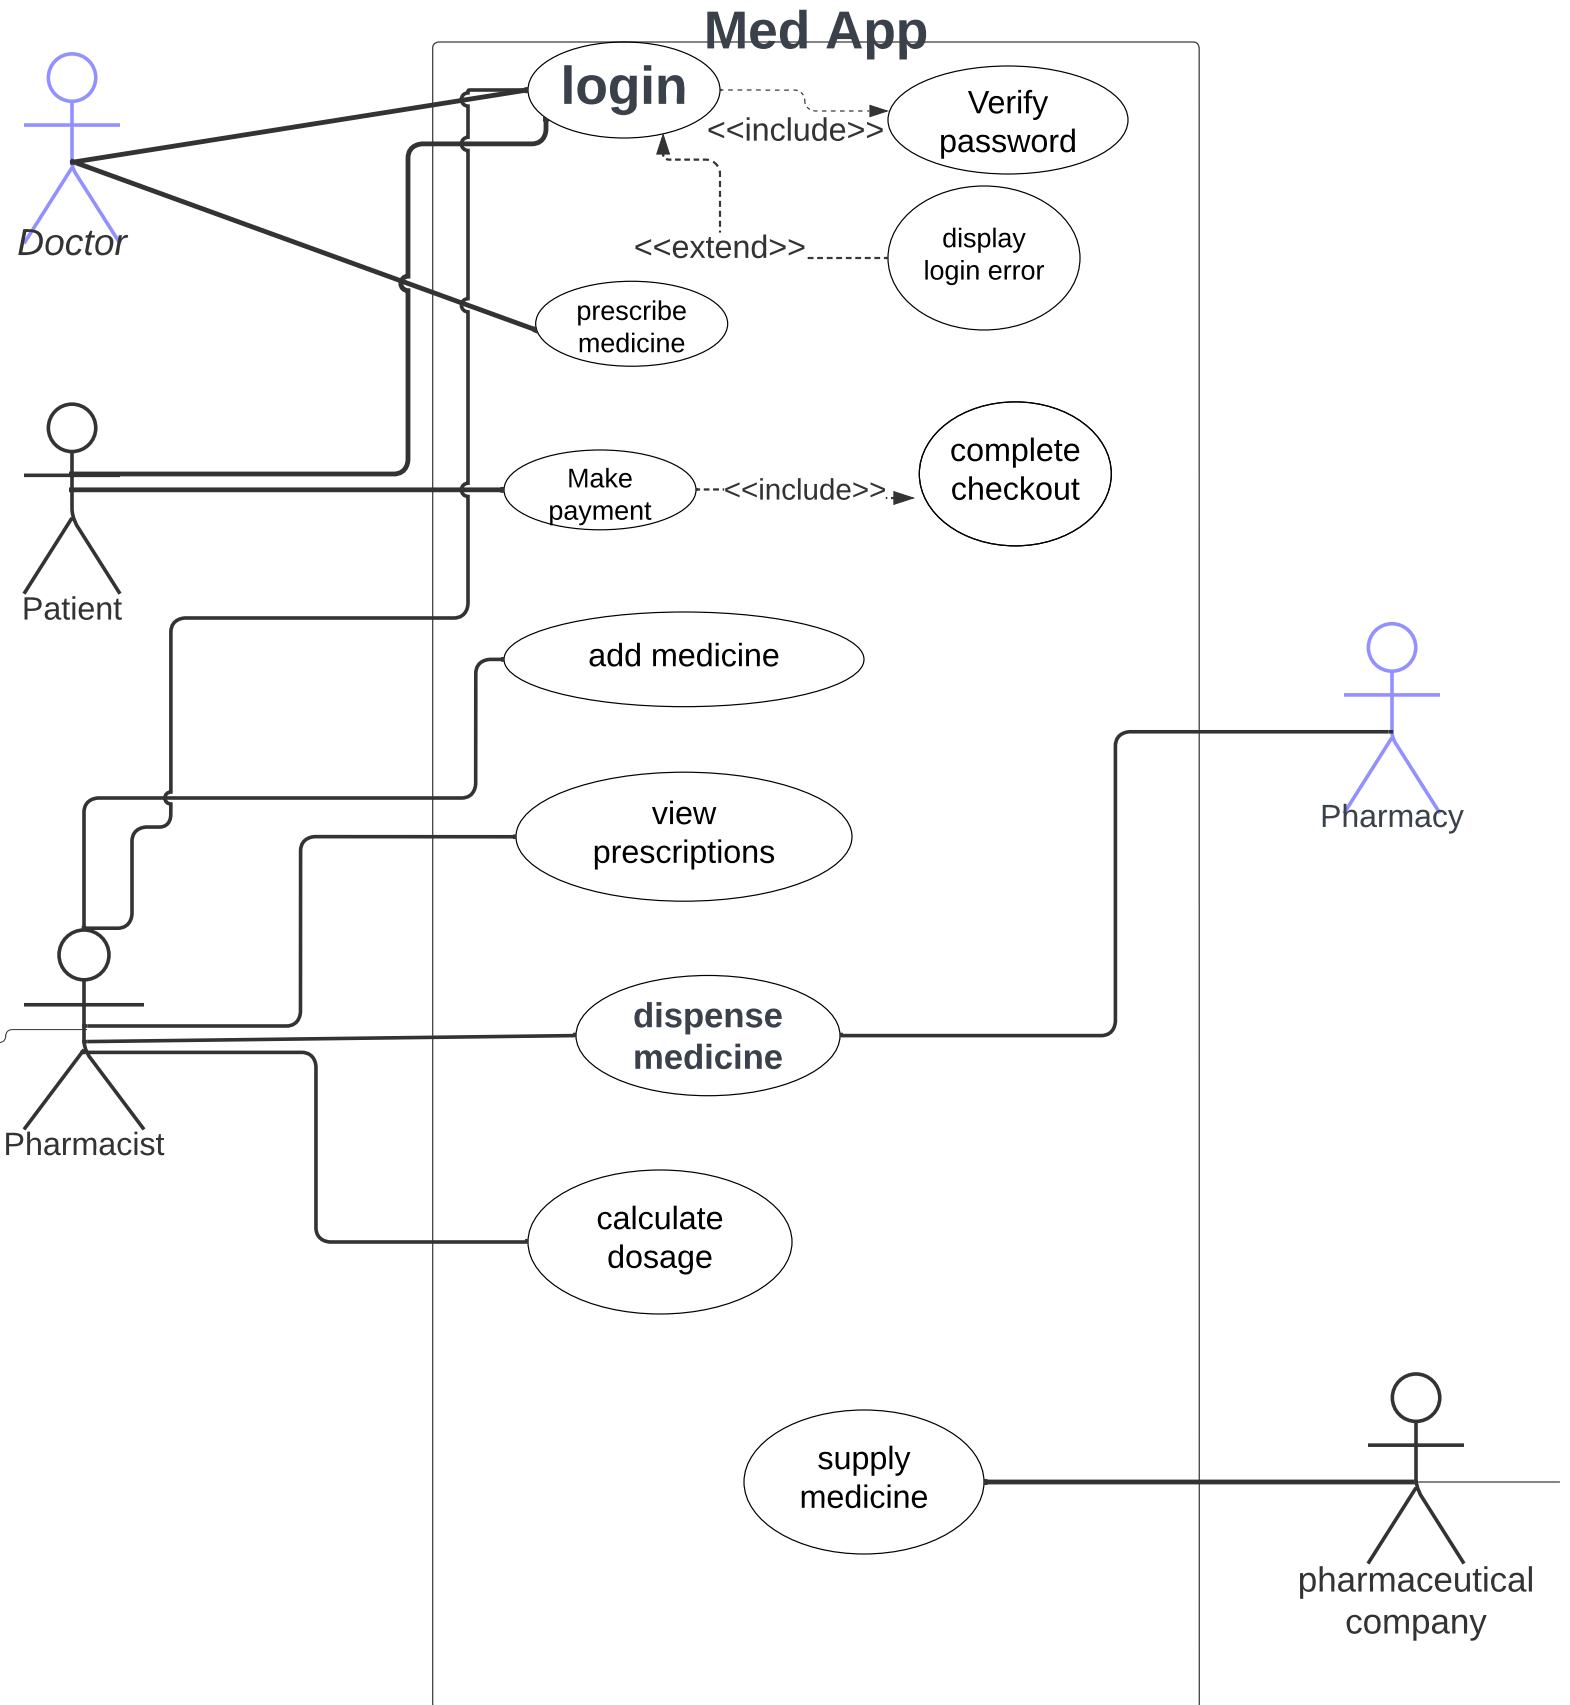 Med App
login
Verify
password
<<include>>
Doctor
<<extend>>
display
login error
prescribe
medicine
complete
checkout
Make
payment
<<include>>
Patient
add medicine
view
prescriptions
Pharmacy
dispense
medicine
Pharmacist
calculate
dosage
supply
medicine
pharmaceutical
company